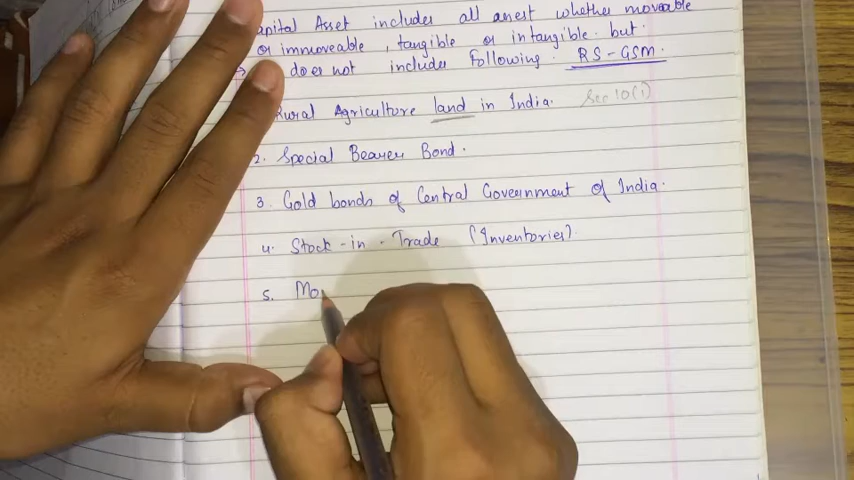 apital Asset includes all asset whether moveable
or immoveable, tangible or intangible. but
→ does not includes following. RS-GSM.
Rural Agriculture land in India. Sec 10(1)
2. Special Bearer Bond.
3. Gold bonds of Central Government of India.
4. Stock-in-Trade (Inventories).
5. Mo